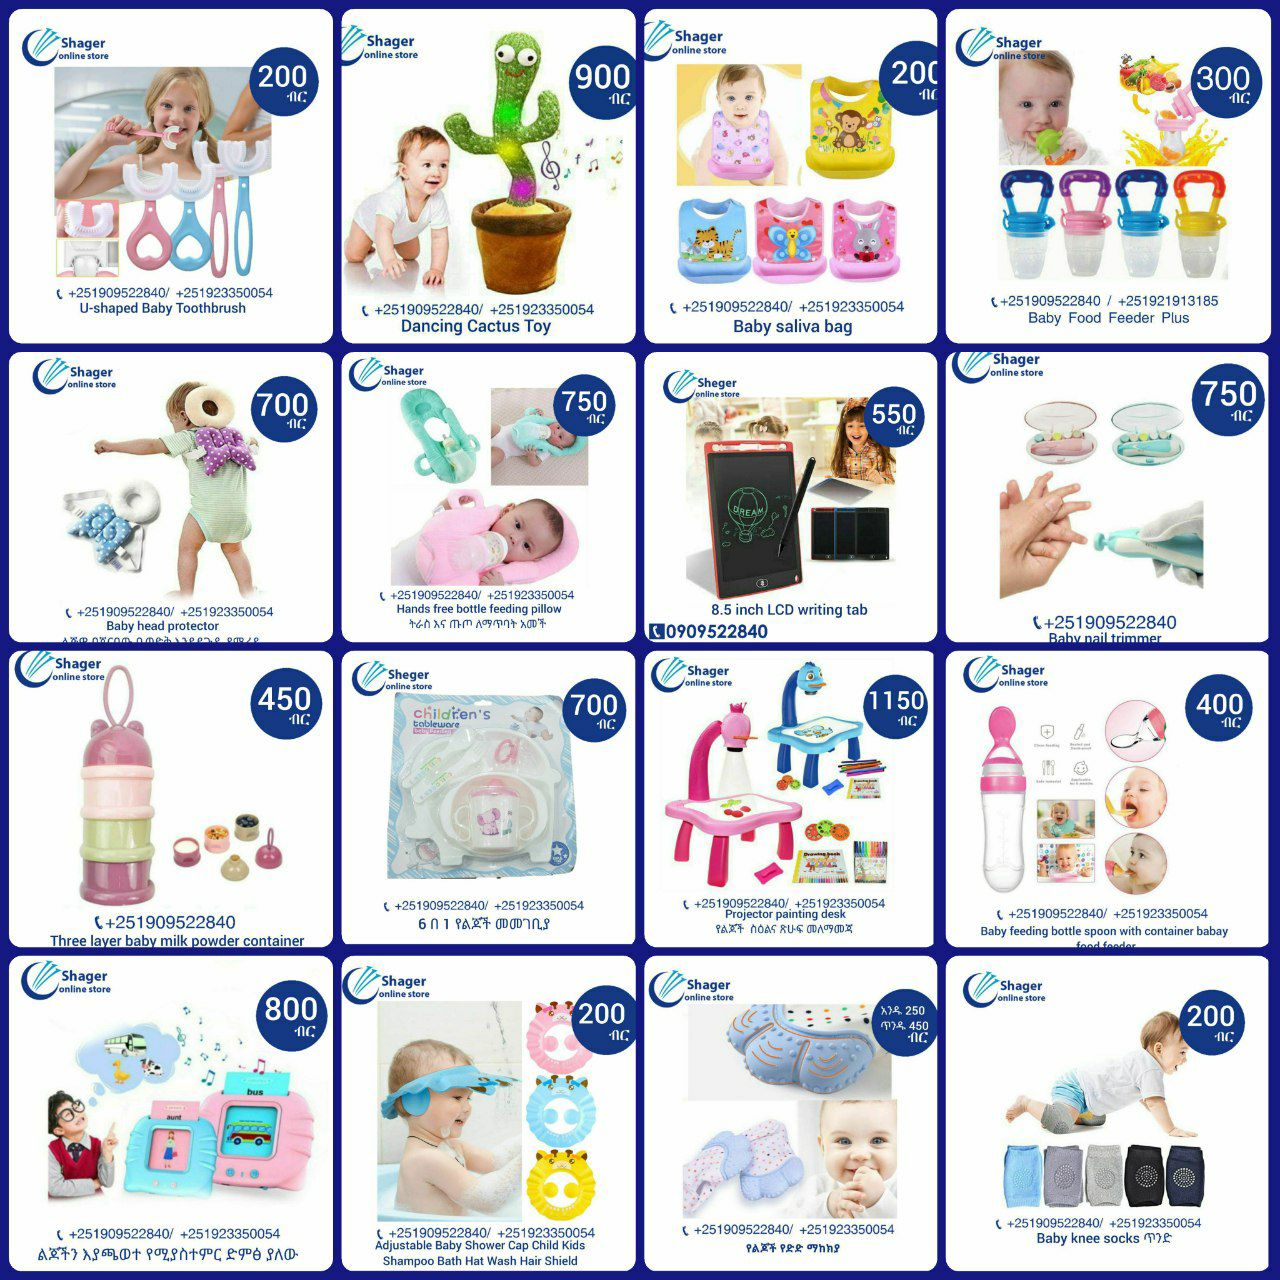 Shager
online store
200
ብር
+251909522840/ +251923350054
U-shaped Baby Toothbrush
Shager
online store
900
ብር
+251909522840/ +251923350054
Dancing Cactus Toy
Shager
online store
200
ብር
+251909522840/ +251923350054
Baby saliva bag
Shager
online store
300
ብር
+251909522840 / +251921913185
Baby Food Feeder Plus
Shager
online store
700
ብር
+251909522840/ +251923350054
Baby head protector
Shager
online store
750
ብር
+251909522840/ +251923350054
Hands free bottle feeding pillow
ትራስ እና ጡጦ ለማጥባት አመች
Sheger
online store
550
ብር
DREAM
8.5 inch LCD writing tab
0909522840
Shager
online store
750
ብር
+251909522840
Baby nail trimmer
Shager
online store
450
ብር
+251909522840
Three layer baby milk powder container
Sheger
online store
700
ብር
children's
tableware
+251909522840/ +251923350054
6 በ 1 የልጆች መመገቢያ
Sheger
online store
1150
ብር
Drawing book
+251909522840/ +251923350054
Projector painting desk
የልጆች ስዕልና ጽሁፍ መለማመጃ
Sheger
online store
400
ብር
+251909522840/ +251923350054
Baby feeding bottle spoon with container babay
food feeder
Shager
online store
800
ብር
bus
aunt
+251909522840/ +251923350054
ልጆችን እያጫወተ የሚያስተምር ድምፅ ያለው
Shager
online store
200
ብር
+251909522840/ +251923350054
Adjustable Baby Shower Cap Child Kids
Shampoo Bath Hat Wash Hair Shield
Shager
online store
አንዱ 250
ጥንዱ 450
ብር
+251909522840/ +251923350054
የልጆች የድድ ማከኪያ
Shager
online store
200
ብር
+251909522840/ +251923350054
Baby knee socks ጥንድ